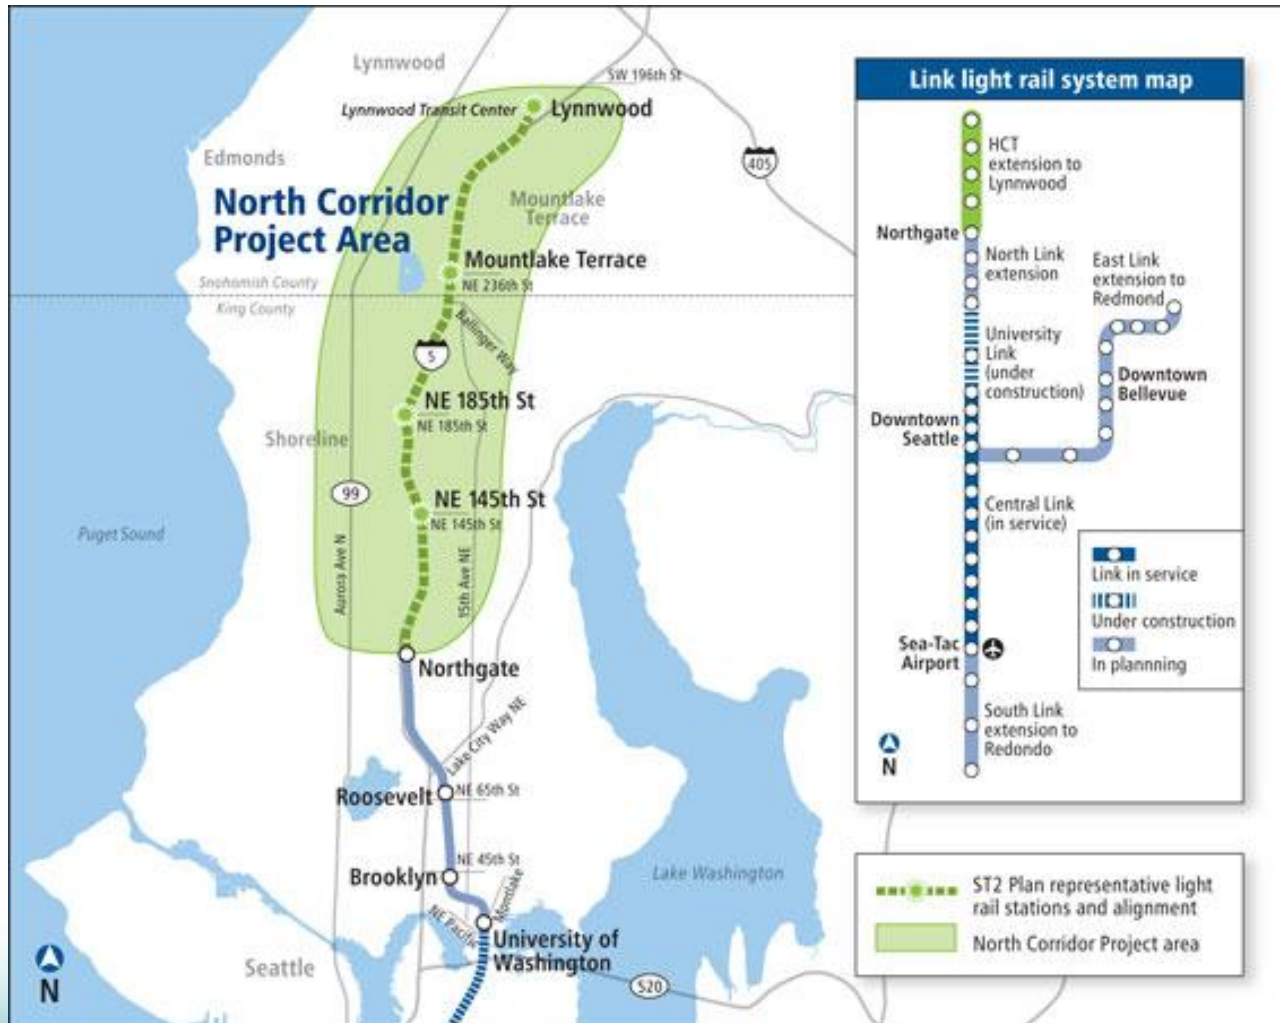 Lynnwood
SW 196th St
Lynnwood Transit Center
Lynnwood
405
Edmonds
North Corridor
Project Area
Mountlake
Terrace
Mountlake Terrace
NE 236th St
Snohomish County
King County
Ballinger Way
5
NE 185th St
NE 185th St
Shoreline
99
NE 145th St
NE 145th St
Puget Sound
Aurora Ave N
15th Ave NE
Northgate
Lake City Way NE
Roosevelt
NE 65th St
NE 45th St
Brooklyn
Montlake
NE Pacific
University of
Washington
Lake Washington
Seattle
520
N
Link light rail system map
HCT
extension to
Lynnwood
Northgate
North Link
extension
East Link
extension to
Redmond
University
Link
(under
construction)
Downtown
Bellevue
Downtown
Seattle
Central Link
(in service)
Link in service
Under construction
In plannning
Sea-Tac
Airport
South Link
extension to
Redondo
N
ST2 Plan representative light
rail stations and alignment
North Corridor Project area